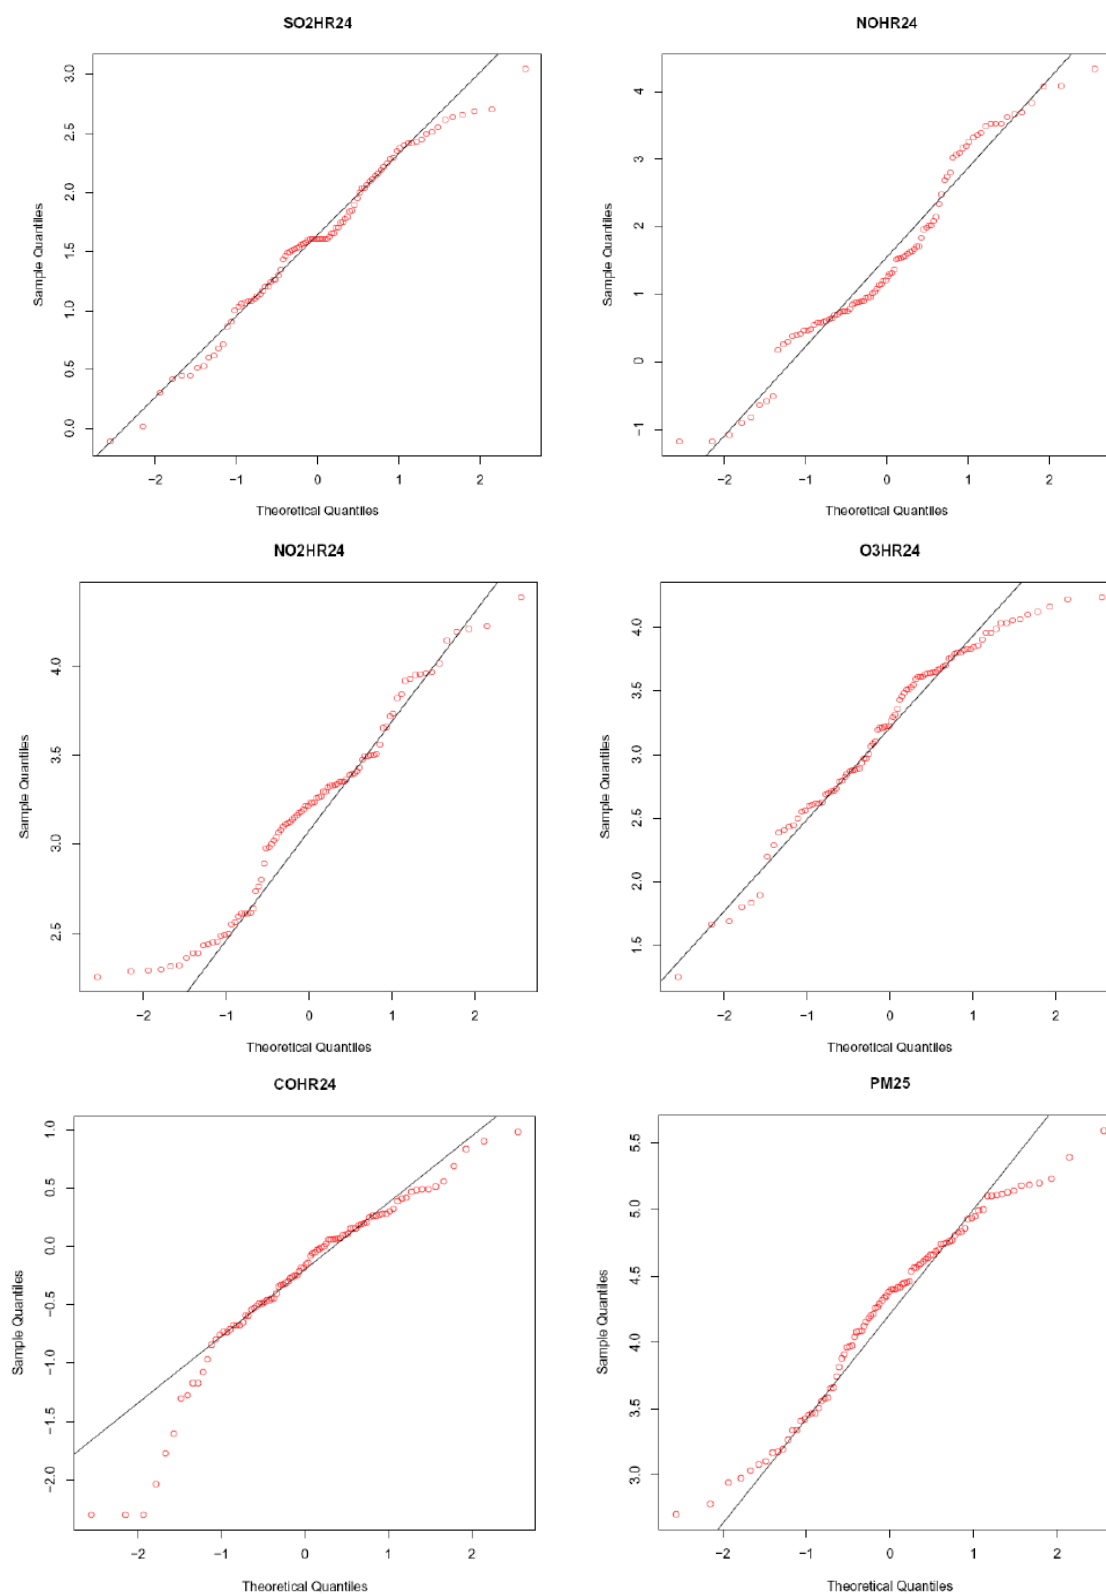 SO2HR24
3.0
2.5
2.0
1.5
1.0
0.5
0.0
Sample Quantiles
−2 −1 0 1 2
Theoretical Quantiles
NOHR24
4
3
2
1
0
−1
Sample Quantiles
−2 −1 0 1 2
Theoretical Quantiles
NO2HR24
4.0
3.5
3.0
2.5
Sample Quantiles
−2 −1 0 1 2
Theoretical Quantiles
O3HR24
4.0
3.5
3.0
2.5
2.0
1.5
Sample Quantiles
−2 −1 0 1 2
Theoretical Quantiles
COHR24
1.0
0.5
0.0
−0.5
−1.0
−1.5
−2.0
Sample Quantiles
−2 −1 0 1 2
Theoretical Quantiles
PM25
5.5
5.0
4.5
4.0
3.5
3.0
Sample Quantiles
−2 −1 0 1 2
Theoretical Quantiles